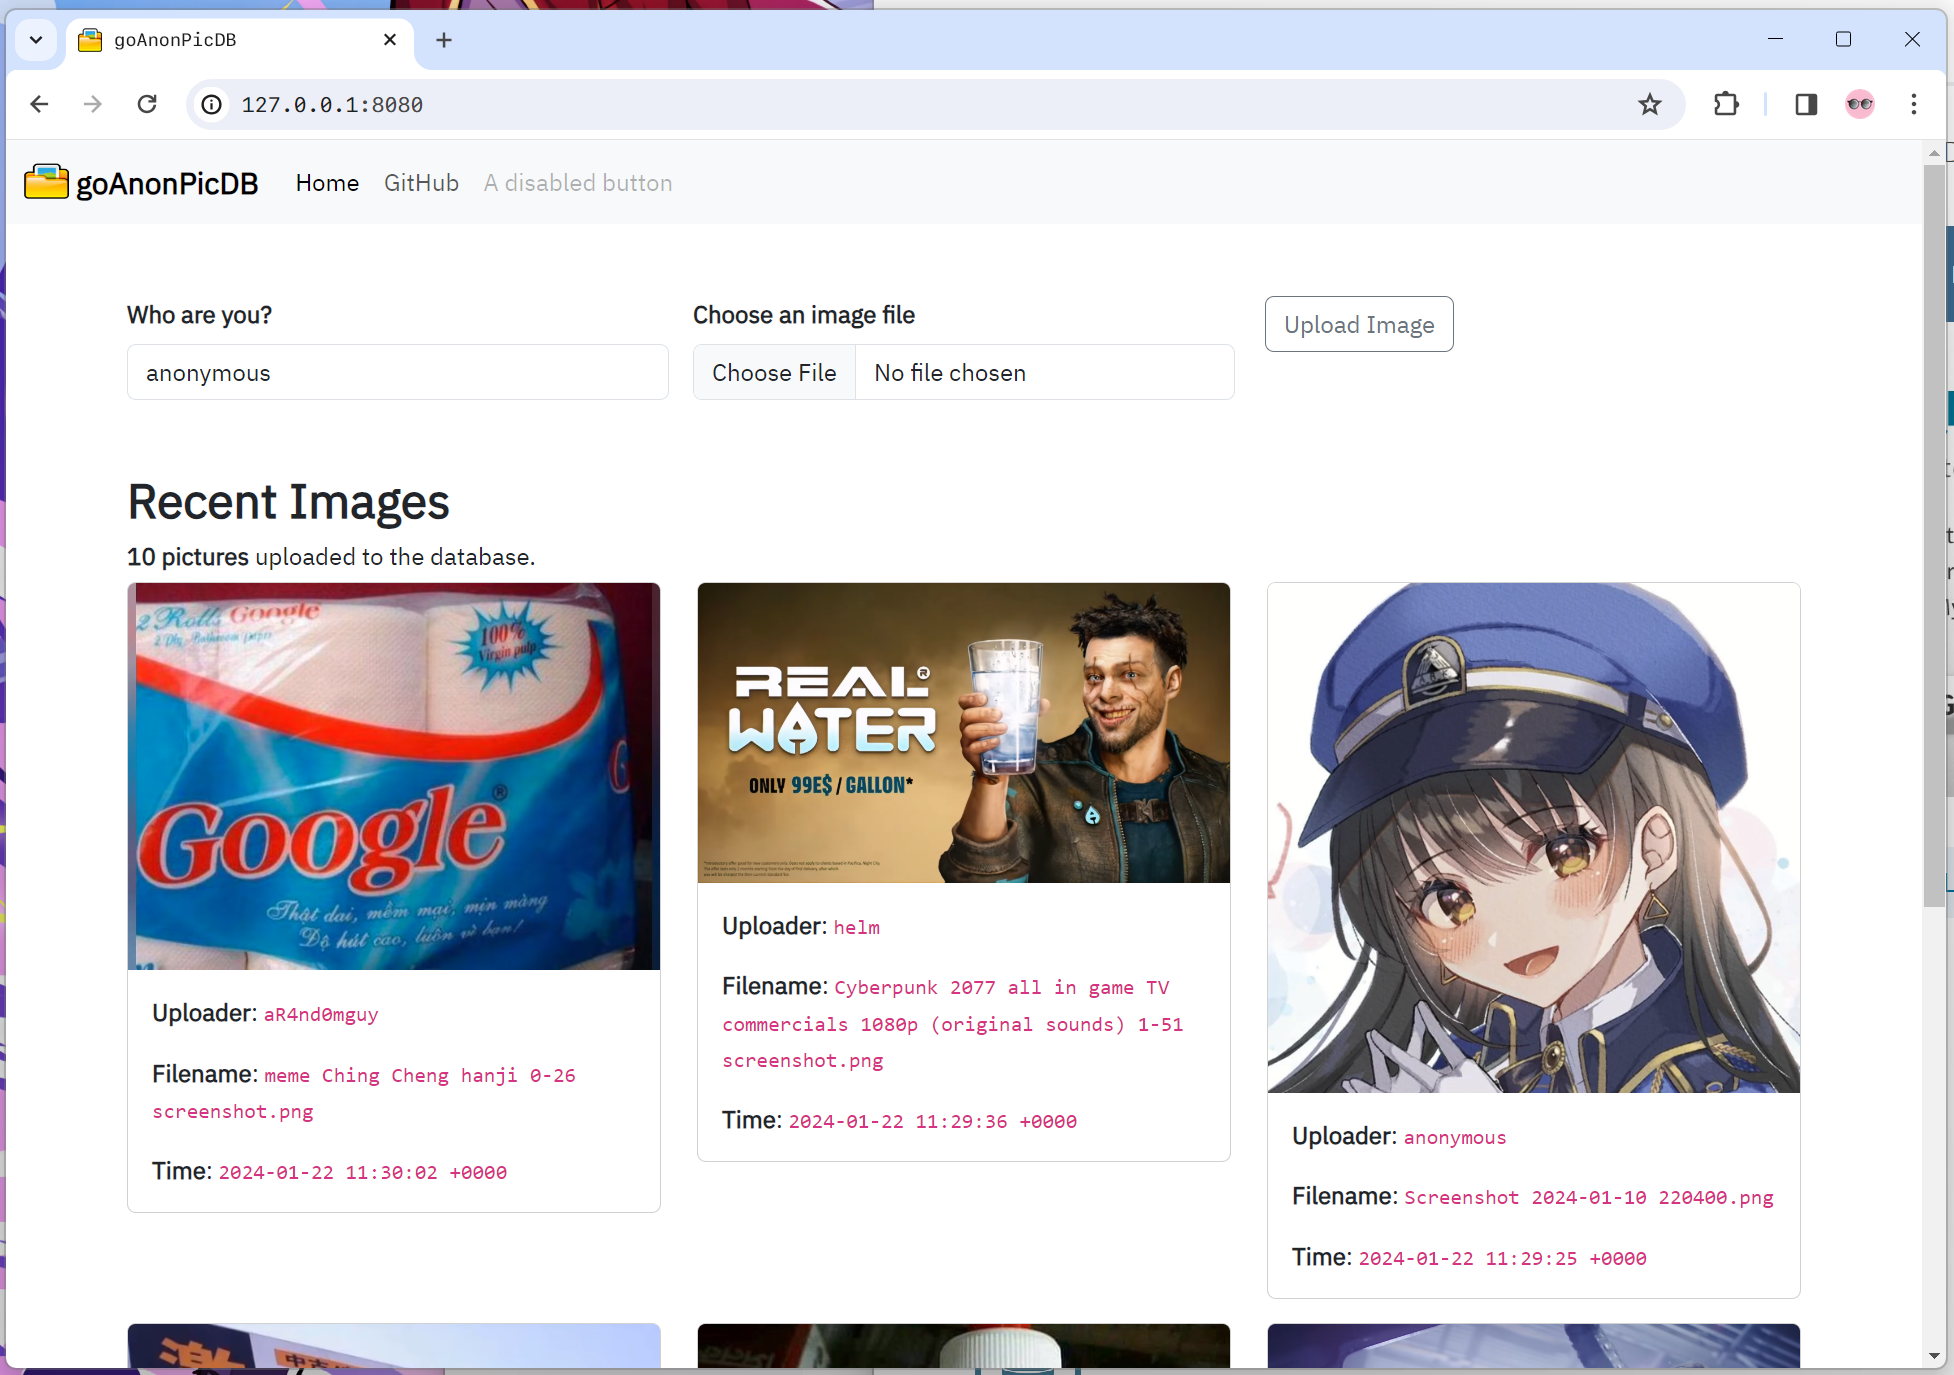 goAnonPicDB
127.0.0.1:8080
goAnonPicDB Home GitHub A disabled button
Who are you?
anonymous
Choose an image file
Choose File No file chosen
Upload Image
Recent Images
10 pictures uploaded to the database.
2 Rolls Google
2 Ply Bathroom paper
100%
Virgin pulp
Google®
Thật dai, mềm mại, mịn màng
Độ hút cao, luôn vì bạn!
Uploader: aR4nd0mguy
Filename: meme Ching Cheng hanji 0-26
screenshot.png
Time: 2024-01-22 11:30:02 +0000
REAL®
WATER
ONLY 99E$ / GALLON*
Uploader: helm
Filename: Cyberpunk 2077 all in game TV
commercials 1080p (original sounds) 1-51
screenshot.png
Time: 2024-01-22 11:29:36 +0000
Uploader: anonymous
Filename: Screenshot 2024-01-10 220400.png
Time: 2024-01-22 11:29:25 +0000